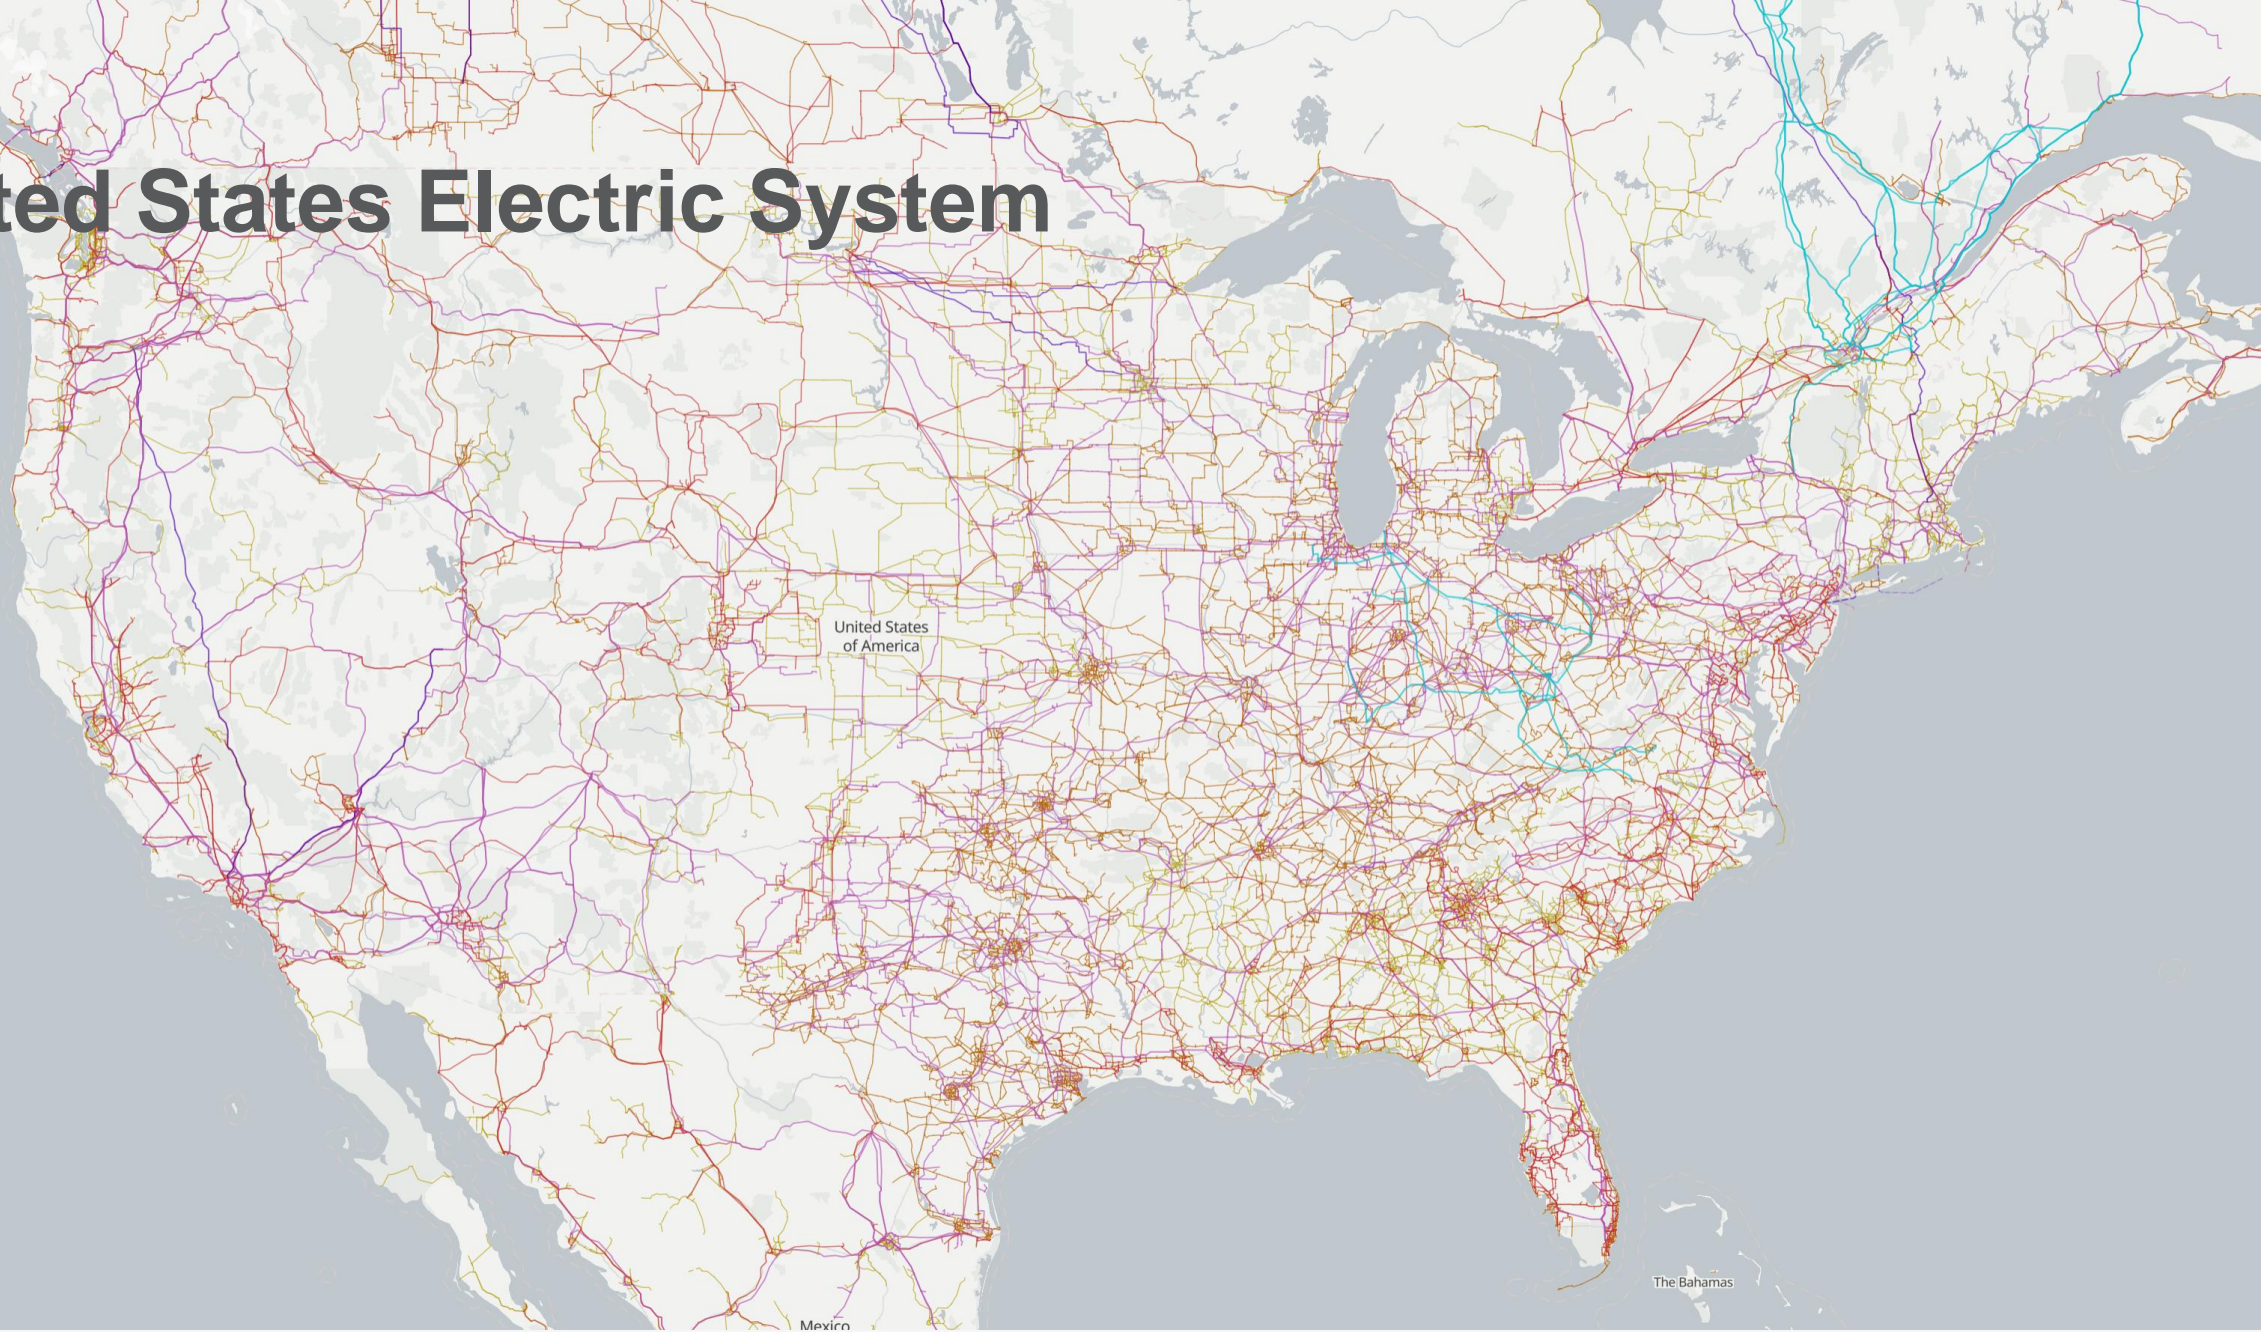 ted States Electric System
United States
of America
The Bahamas
Mexico